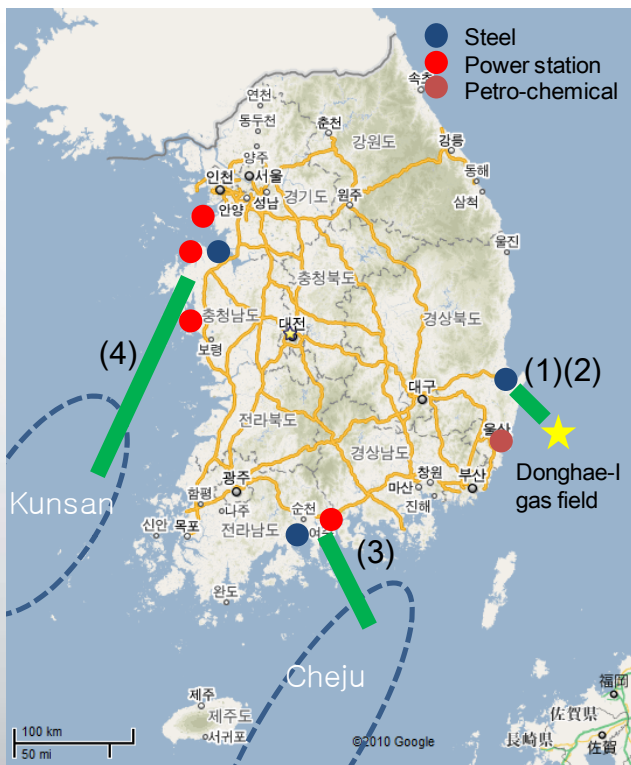 Steel
Power station
Petro-chemical
속초
연천
동두천
춘천
강원도
강릉
양주
동해
인천
서울
경기도
원주
삼척
안양
성남
울진
충청북도
충청남도
경상북도
(4)
보령
대전
대구
(1)(2)
전라북도
울산
경상남도
창원
부산
Donghae-I
gas field
Kunsan
광주
마산
진해
함평
나주
순천
여수
신안
목포
전라남도
(3)
완도
Cheju
제주
제주도
서귀포
福岡
佐賀県
長崎県
佐賀
100 km
50 mi
©2010 Google